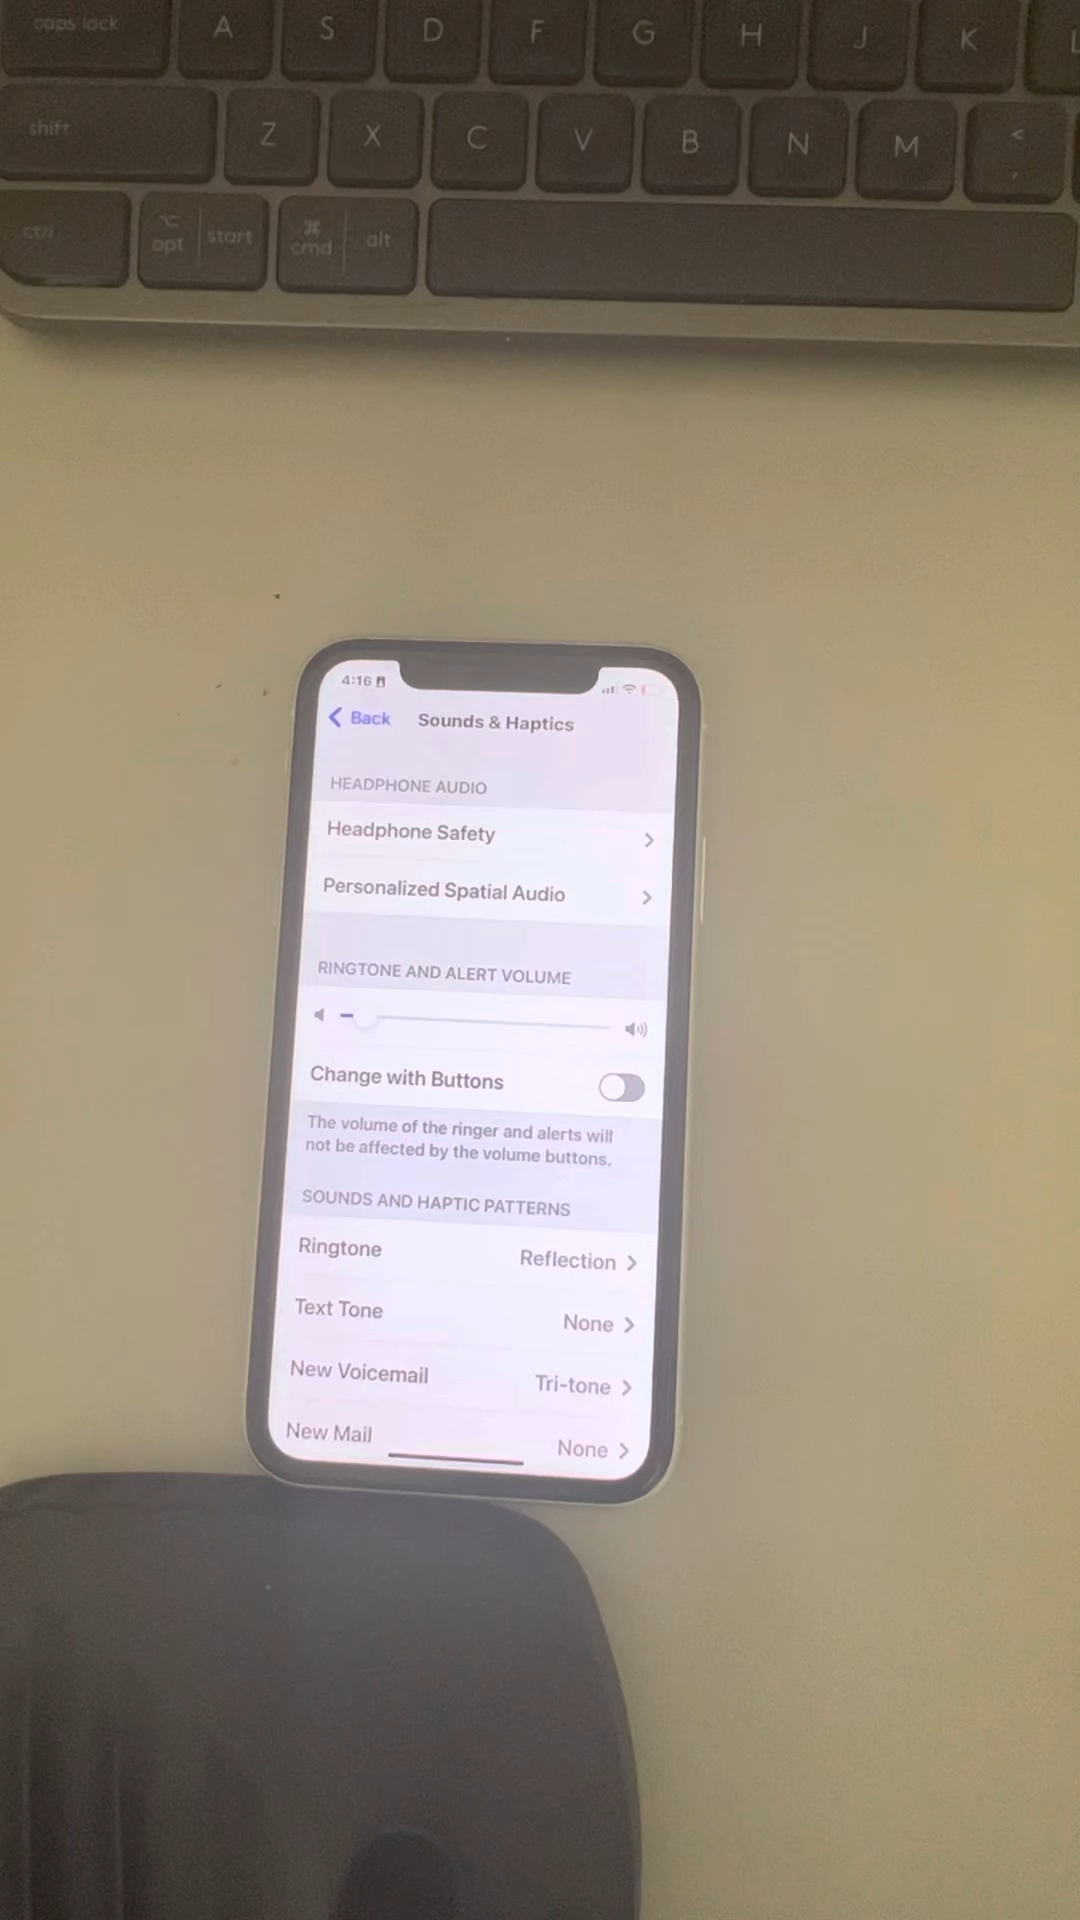 caps lock A S D F G H J K L
shift Z X C V B N M < ,
ctrl opt start ⌘ cmd alt
4:16
Back Sounds & Haptics
HEADPHONE AUDIO
Headphone Safety
Personalized Spatial Audio
RINGTONE AND ALERT VOLUME
Change with Buttons
The volume of the ringer and alerts will
not be affected by the volume buttons.
SOUNDS AND HAPTIC PATTERNS
Ringtone Reflection
Text Tone None
New Voicemail Tri-tone
New Mail None